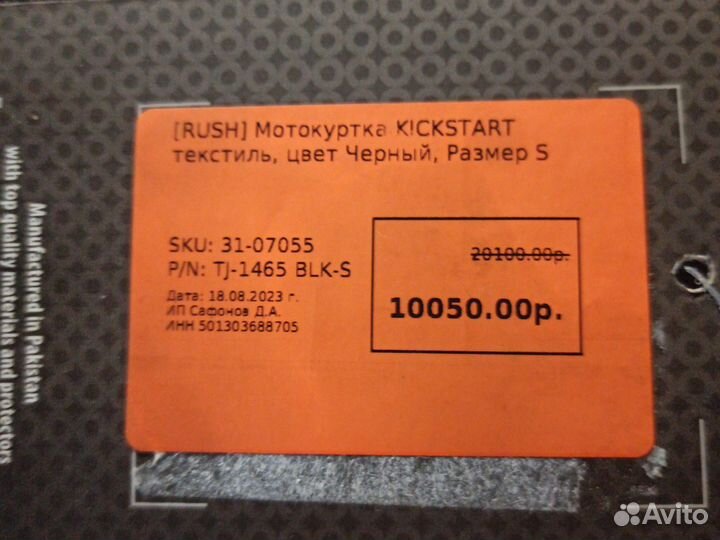 [RUSH] Мотокуртка KICKSTART
текстиль, цвет Черный, Размер S
SKU: 31-07055
P/N: TJ-1465 BLK-S
Дата: 18.08.2023 г.
ИП Сафонов Д.А.
ИНН 501303688705
20100.00р.
10050.00р.
Manufactured in Pakistan
with top quality materials and protectors
Avito